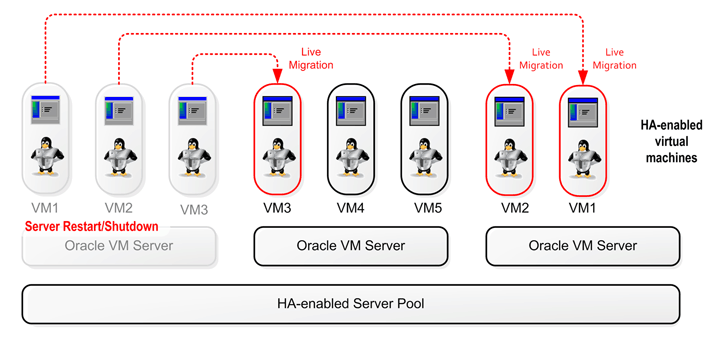 Live
Migration
Live
Migration
Live
Migration
HA-enabled
virtual
machines
VM1
VM2
VM3
VM3
VM4
VM5
VM2
VM1
Server Restart/Shutdown
Oracle VM Server
Oracle VM Server
Oracle VM Server
HA-enabled Server Pool